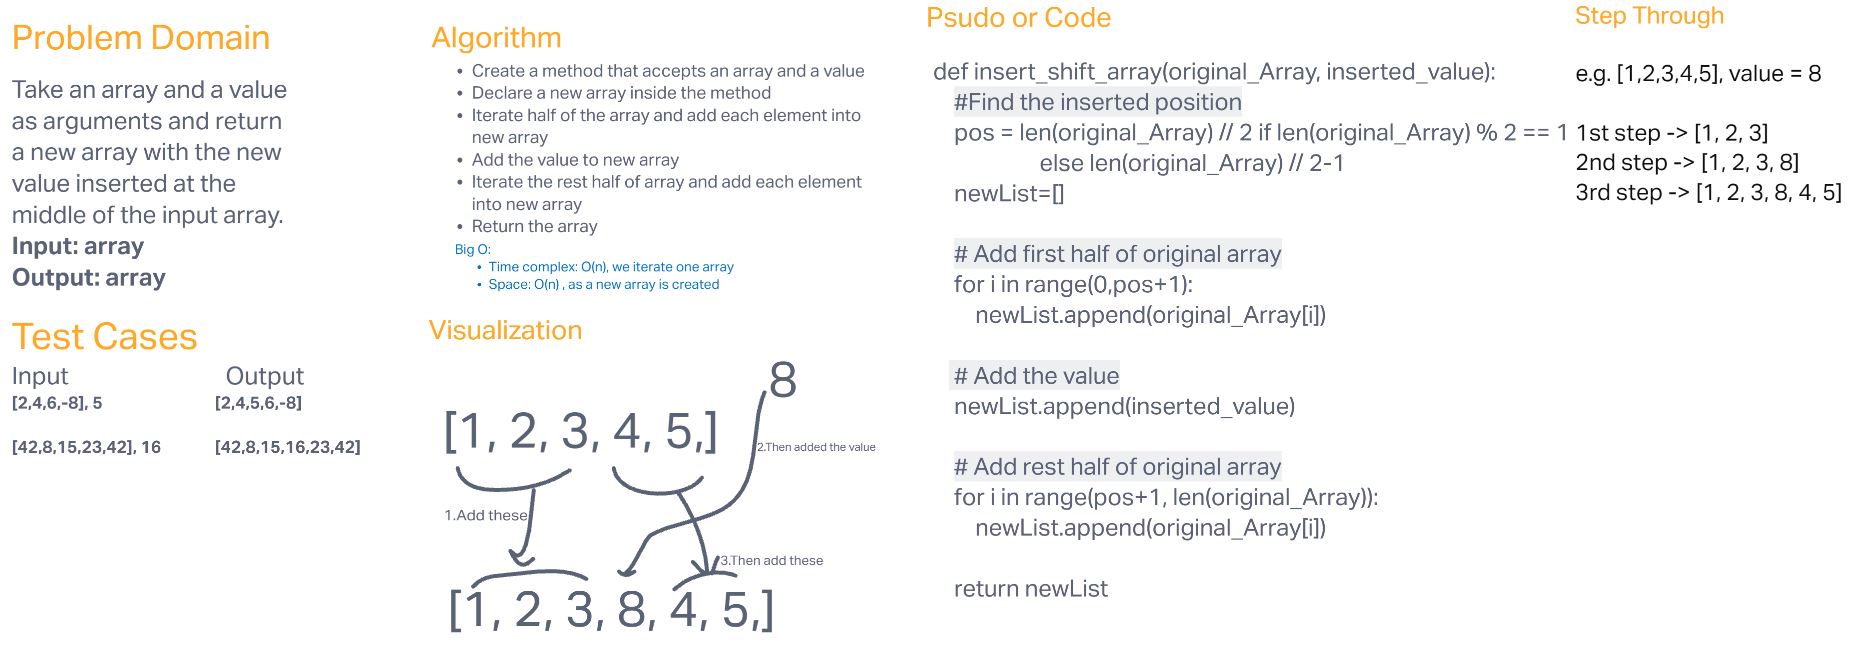 Problem Domain
Take an array and a value
as arguments and return
a new array with the new
value inserted at the
middle of the input array.
Input: array
Output: array
Test Cases
Input Output
[2,4,6,-8], 5 [2,4,5,6,-8]
[42,8,15,23,42], 16 [42,8,15,16,23,42]
Algorithm
• Create a method that accepts an array and a value
• Declare a new array inside the method
• Iterate half of the array and add each element into
new array
• Add the value to new array
• Iterate the rest half of array and add each element
into new array
• Return the array
Big O:
• Time complex: O(n), we iterate one array
• Space: O(n) , as a new array is created
Visualization
8
[1, 2, 3, 4, 5,]
2.Then added the value
1.Add these
3.Then add these
[1, 2, 3, 8, 4, 5,]
Psudo or Code
def insert_shift_array(original_Array, inserted_value):
#Find the inserted position
pos = len(original_Array) // 2 if len(original_Array) % 2 == 1
else len(original_Array) // 2-1
newList=[]
# Add first half of original array
for i in range(0,pos+1):
newList.append(original_Array[i])
# Add the value
newList.append(inserted_value)
# Add rest half of original array
for i in range(pos+1, len(original_Array)):
newList.append(original_Array[i])
return newList
Step Through
e.g. [1,2,3,4,5], value = 8
1st step -> [1, 2, 3]
2nd step -> [1, 2, 3, 8]
3rd step -> [1, 2, 3, 8, 4, 5]